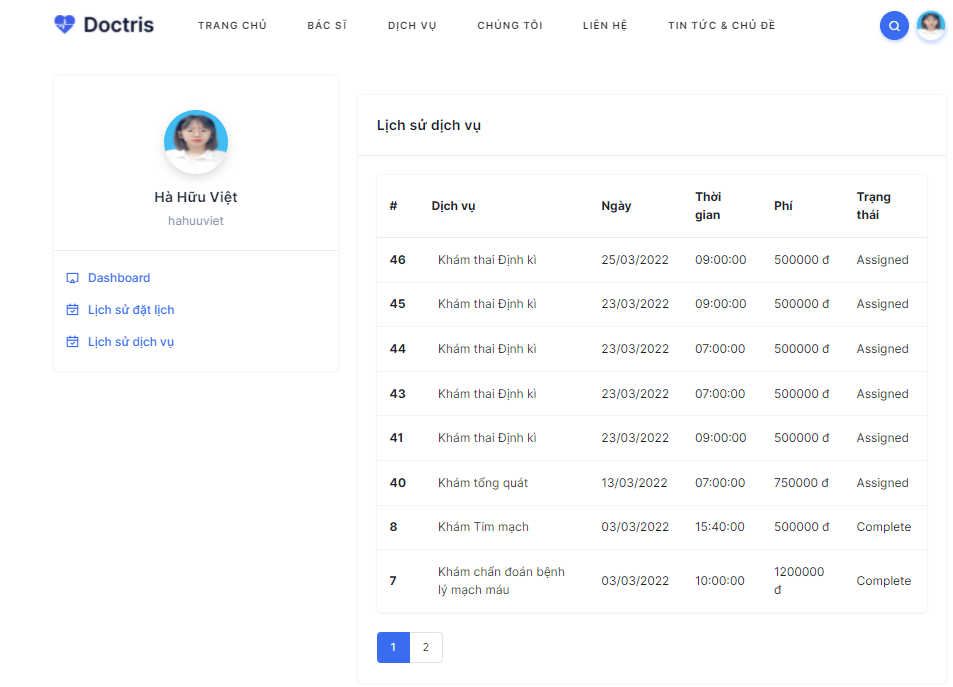 Doctris TRANG CHỦ BÁC SĨ DỊCH VỤ CHÚNG TÔI LIÊN HỆ TIN TỨC & CHỦ ĐỀ
Hà Hữu Việt
hahuuviet
Dashboard
Lịch sử đặt lịch
Lịch sử dịch vụ
Lịch sử dịch vụ
# Dịch vụ Ngày Thời gian Phí Trạng thái
46 Khám thai Định kì 25/03/2022 09:00:00 500000 đ Assigned
45 Khám thai Định kì 23/03/2022 09:00:00 500000 đ Assigned
44 Khám thai Định kì 23/03/2022 07:00:00 500000 đ Assigned
43 Khám thai Định kì 23/03/2022 07:00:00 500000 đ Assigned
41 Khám thai Định kì 23/03/2022 09:00:00 500000 đ Assigned
40 Khám tổng quát 13/03/2022 07:00:00 750000 đ Assigned
8 Khám Tim mạch 03/03/2022 15:40:00 500000 đ Complete
7 Khám chẩn đoán bệnh lý mạch máu 03/03/2022 10:00:00 1200000 đ Complete
1 2